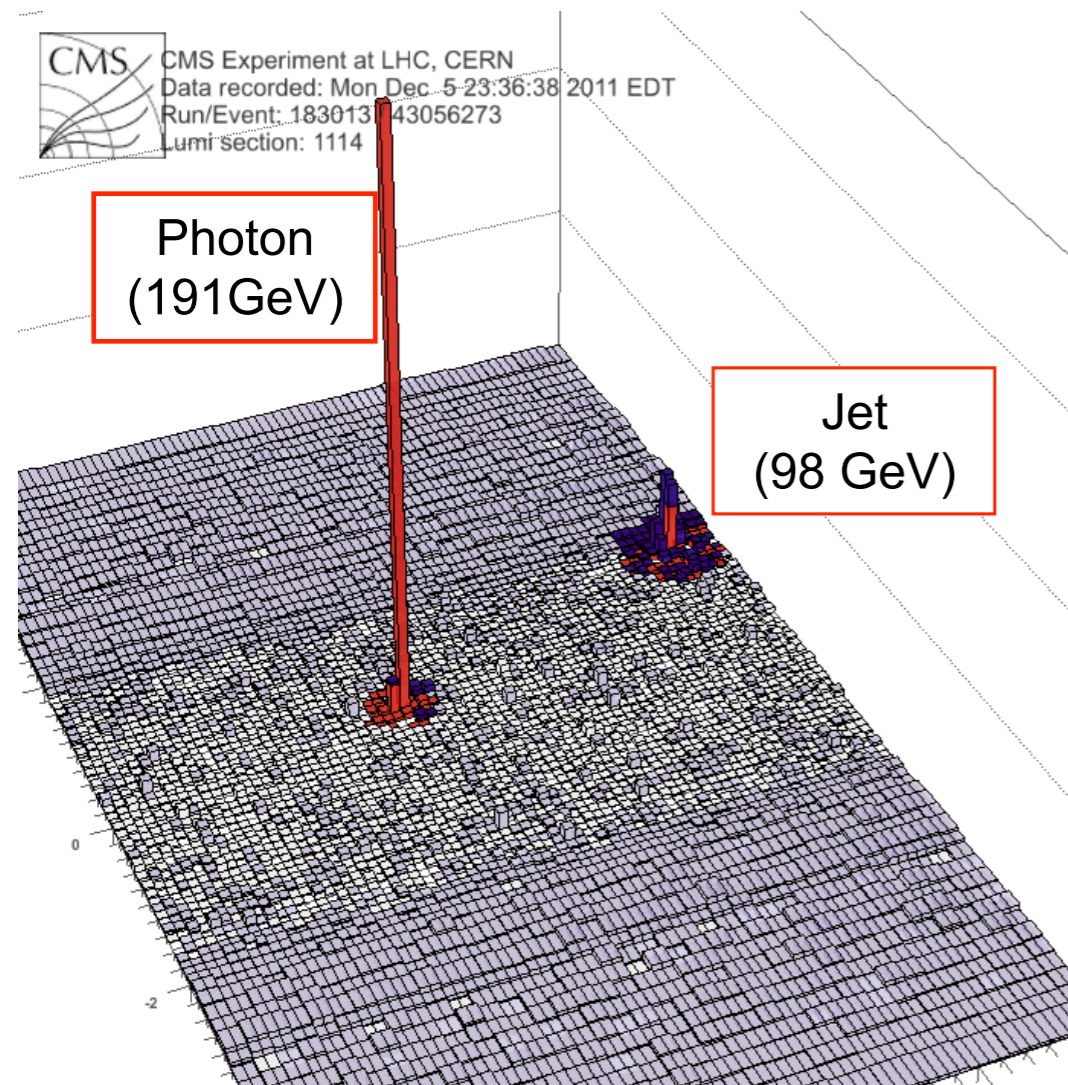 CMS
CMS Experiment at LHC, CERN
Data recorded: Mon Dec 5 23:36:38 2011 EDT
Run/Event: 183013 / 43056273
Lumi section: 1114
Photon
(191GeV)
Jet
(98 GeV)
0
-2